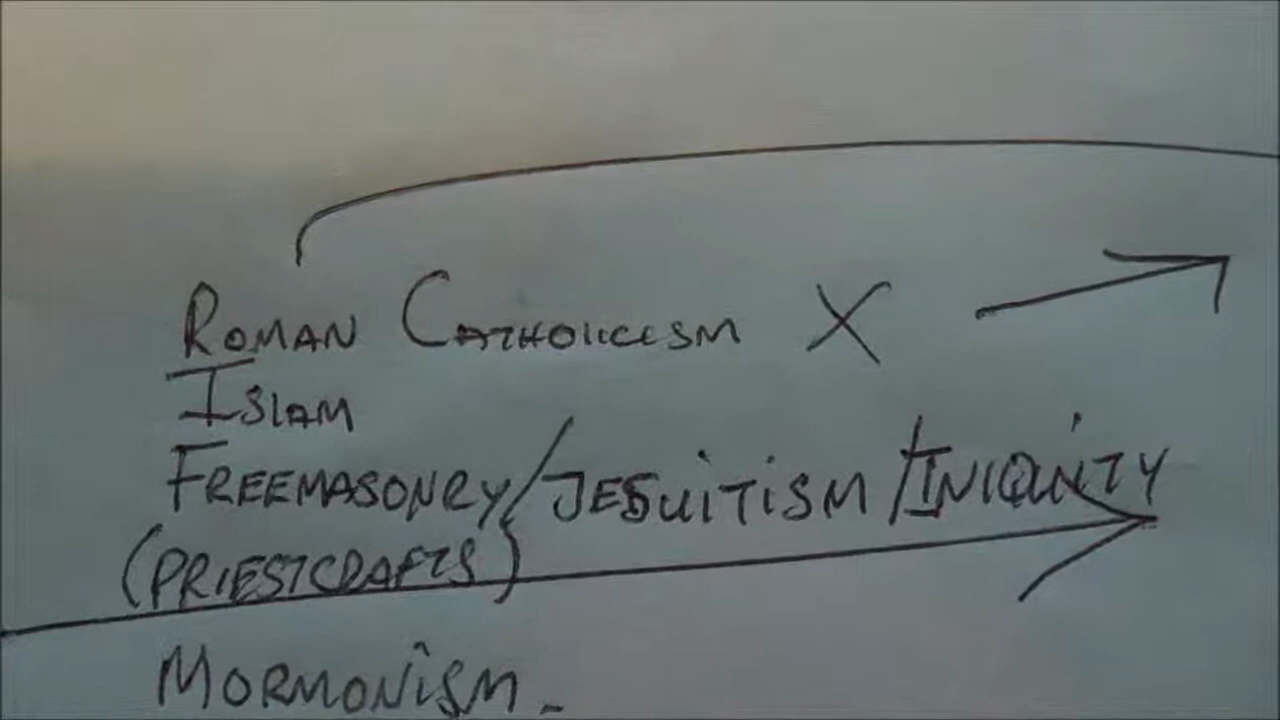 ROMAN CATHOLICISM X
ISLAM
FREEMASONRY/JESUITISM/INIQUITY
(PRIESTCRAFTS)
MORMONISM.